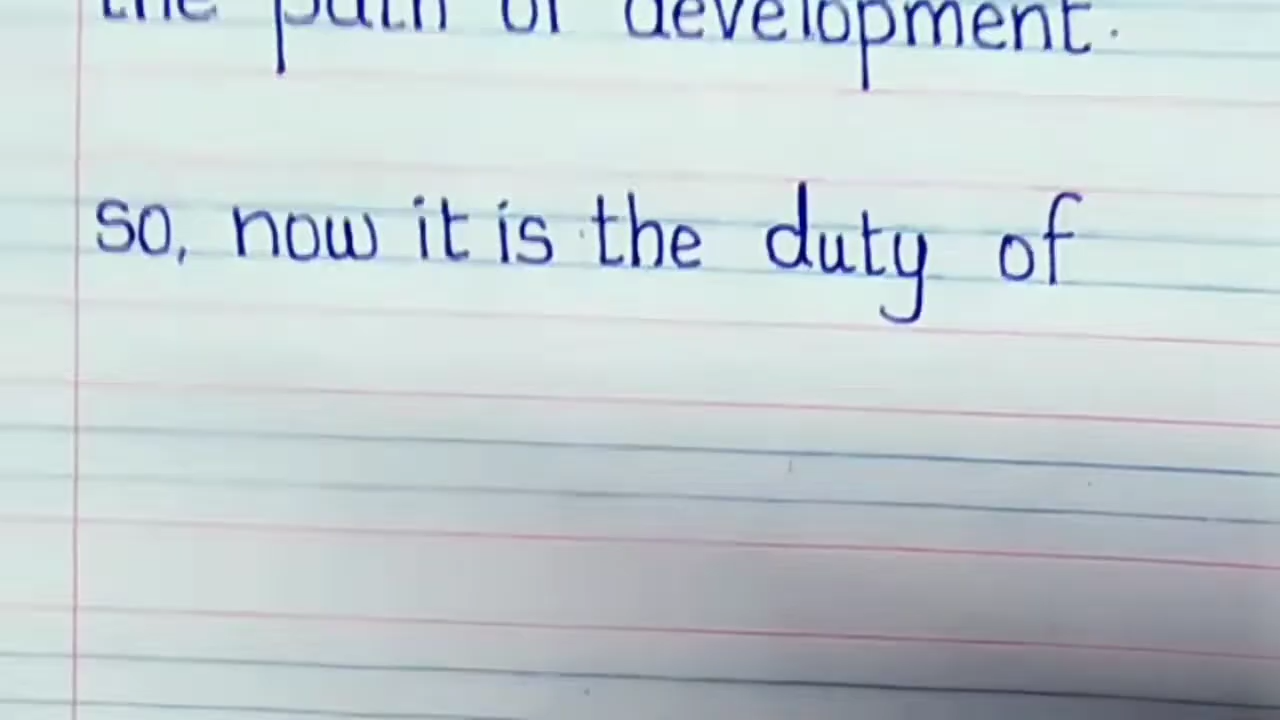 the path of development.
so, now it is the duty of